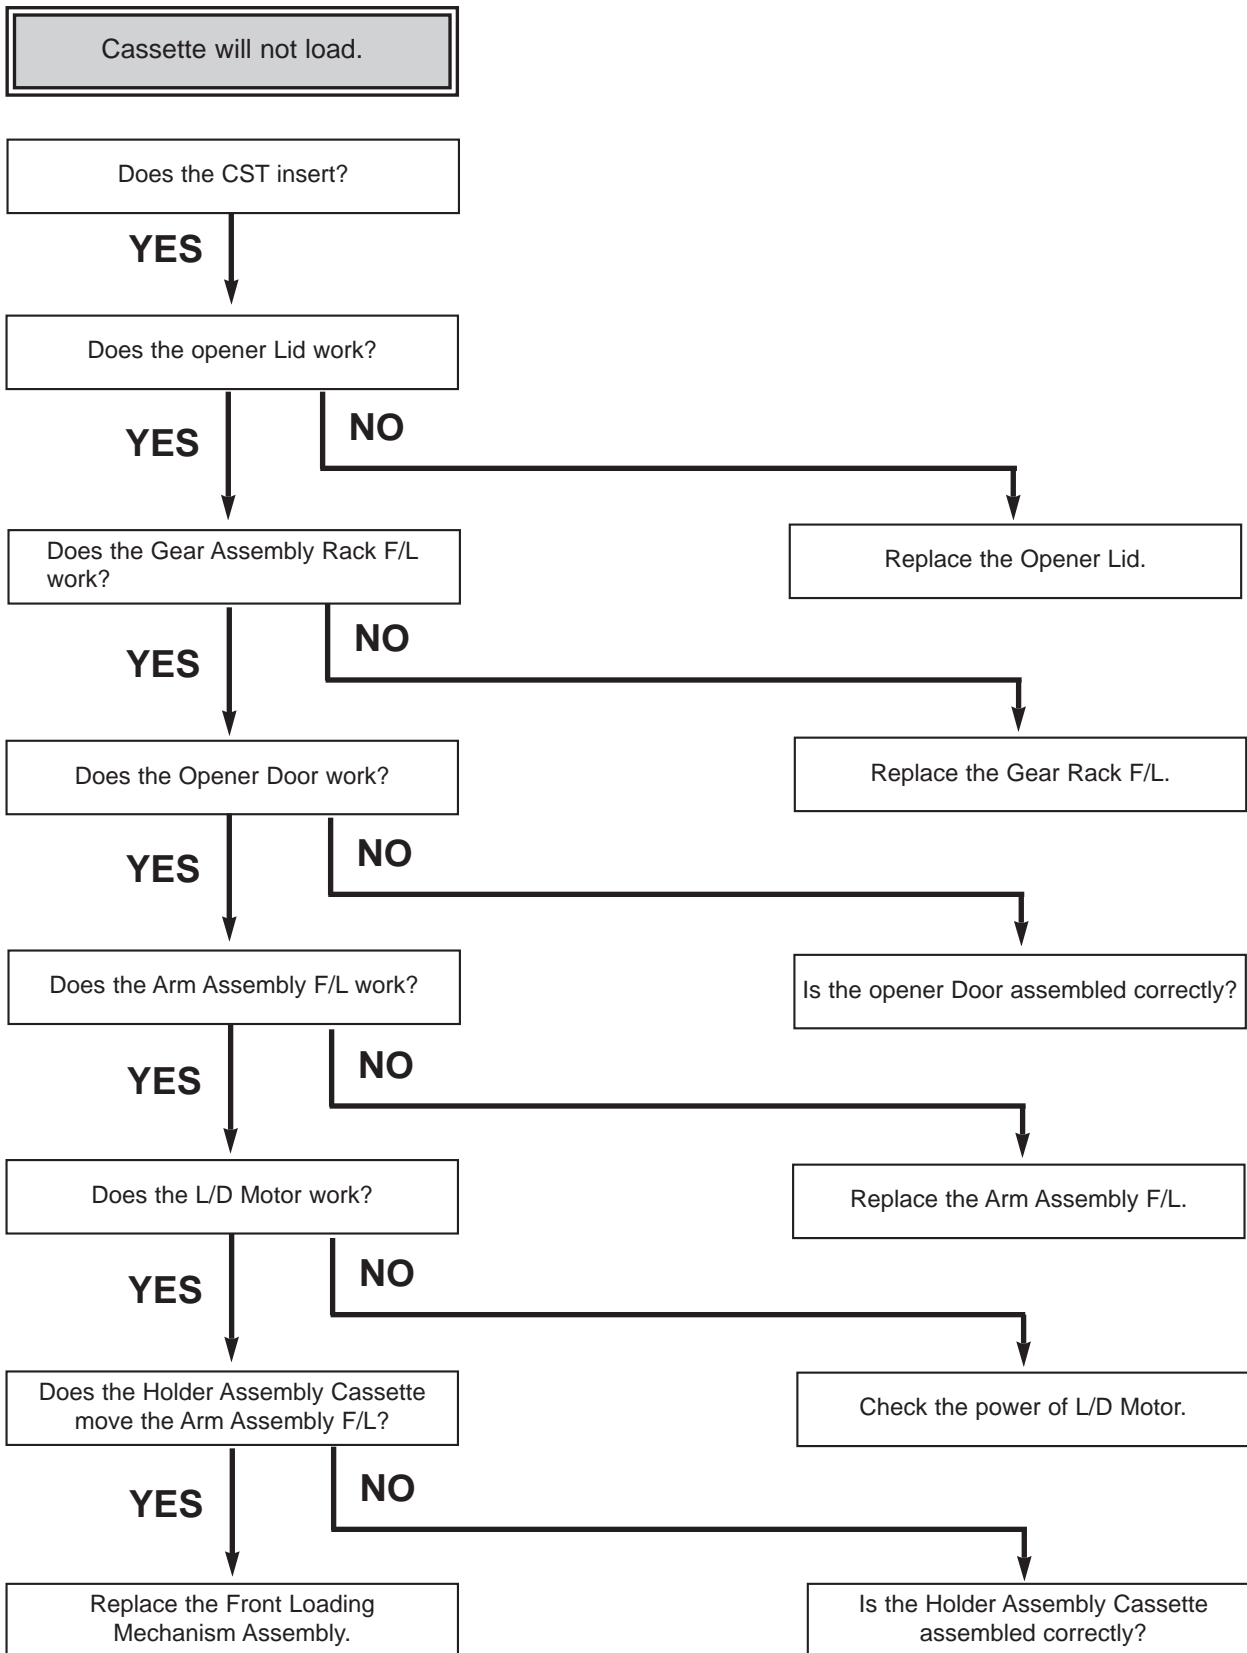 Cassette will not load.
Does the CST insert?
YES
Does the opener Lid work?
YES
NO
Does the Gear Assembly Rack F/L
work?
Replace the Opener Lid.
YES
NO
Does the Opener Door work?
Replace the Gear Rack F/L.
YES
NO
Does the Arm Assembly F/L work?
Is the opener Door assembled correctly?
YES
NO
Does the L/D Motor work?
Replace the Arm Assembly F/L.
YES
NO
Does the Holder Assembly Cassette
move the Arm Assembly F/L?
Check the power of L/D Motor.
YES
NO
Replace the Front Loading
Mechanism Assembly.
Is the Holder Assembly Cassette
assembled correctly?